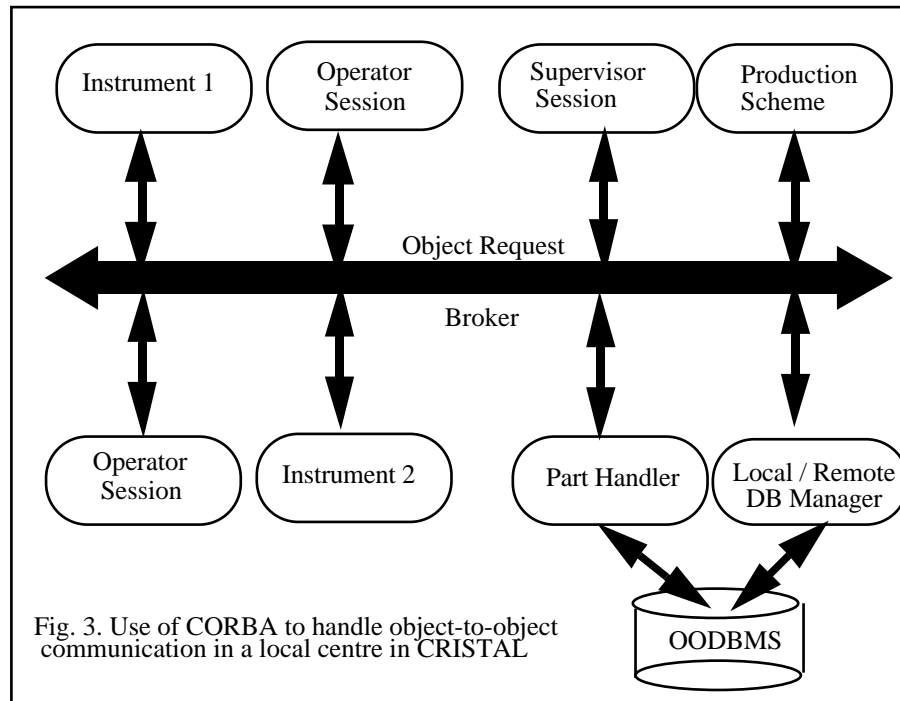 Instrument 1
Operator
Session
Supervisor
Session
Production
Scheme
Object Request
Broker
Operator
Session
Instrument 2
Part Handler
Local / Remote
DB Manager
Fig. 3. Use of CORBA to handle object-to-object
communication in a local centre in CRISTAL
OODBMS